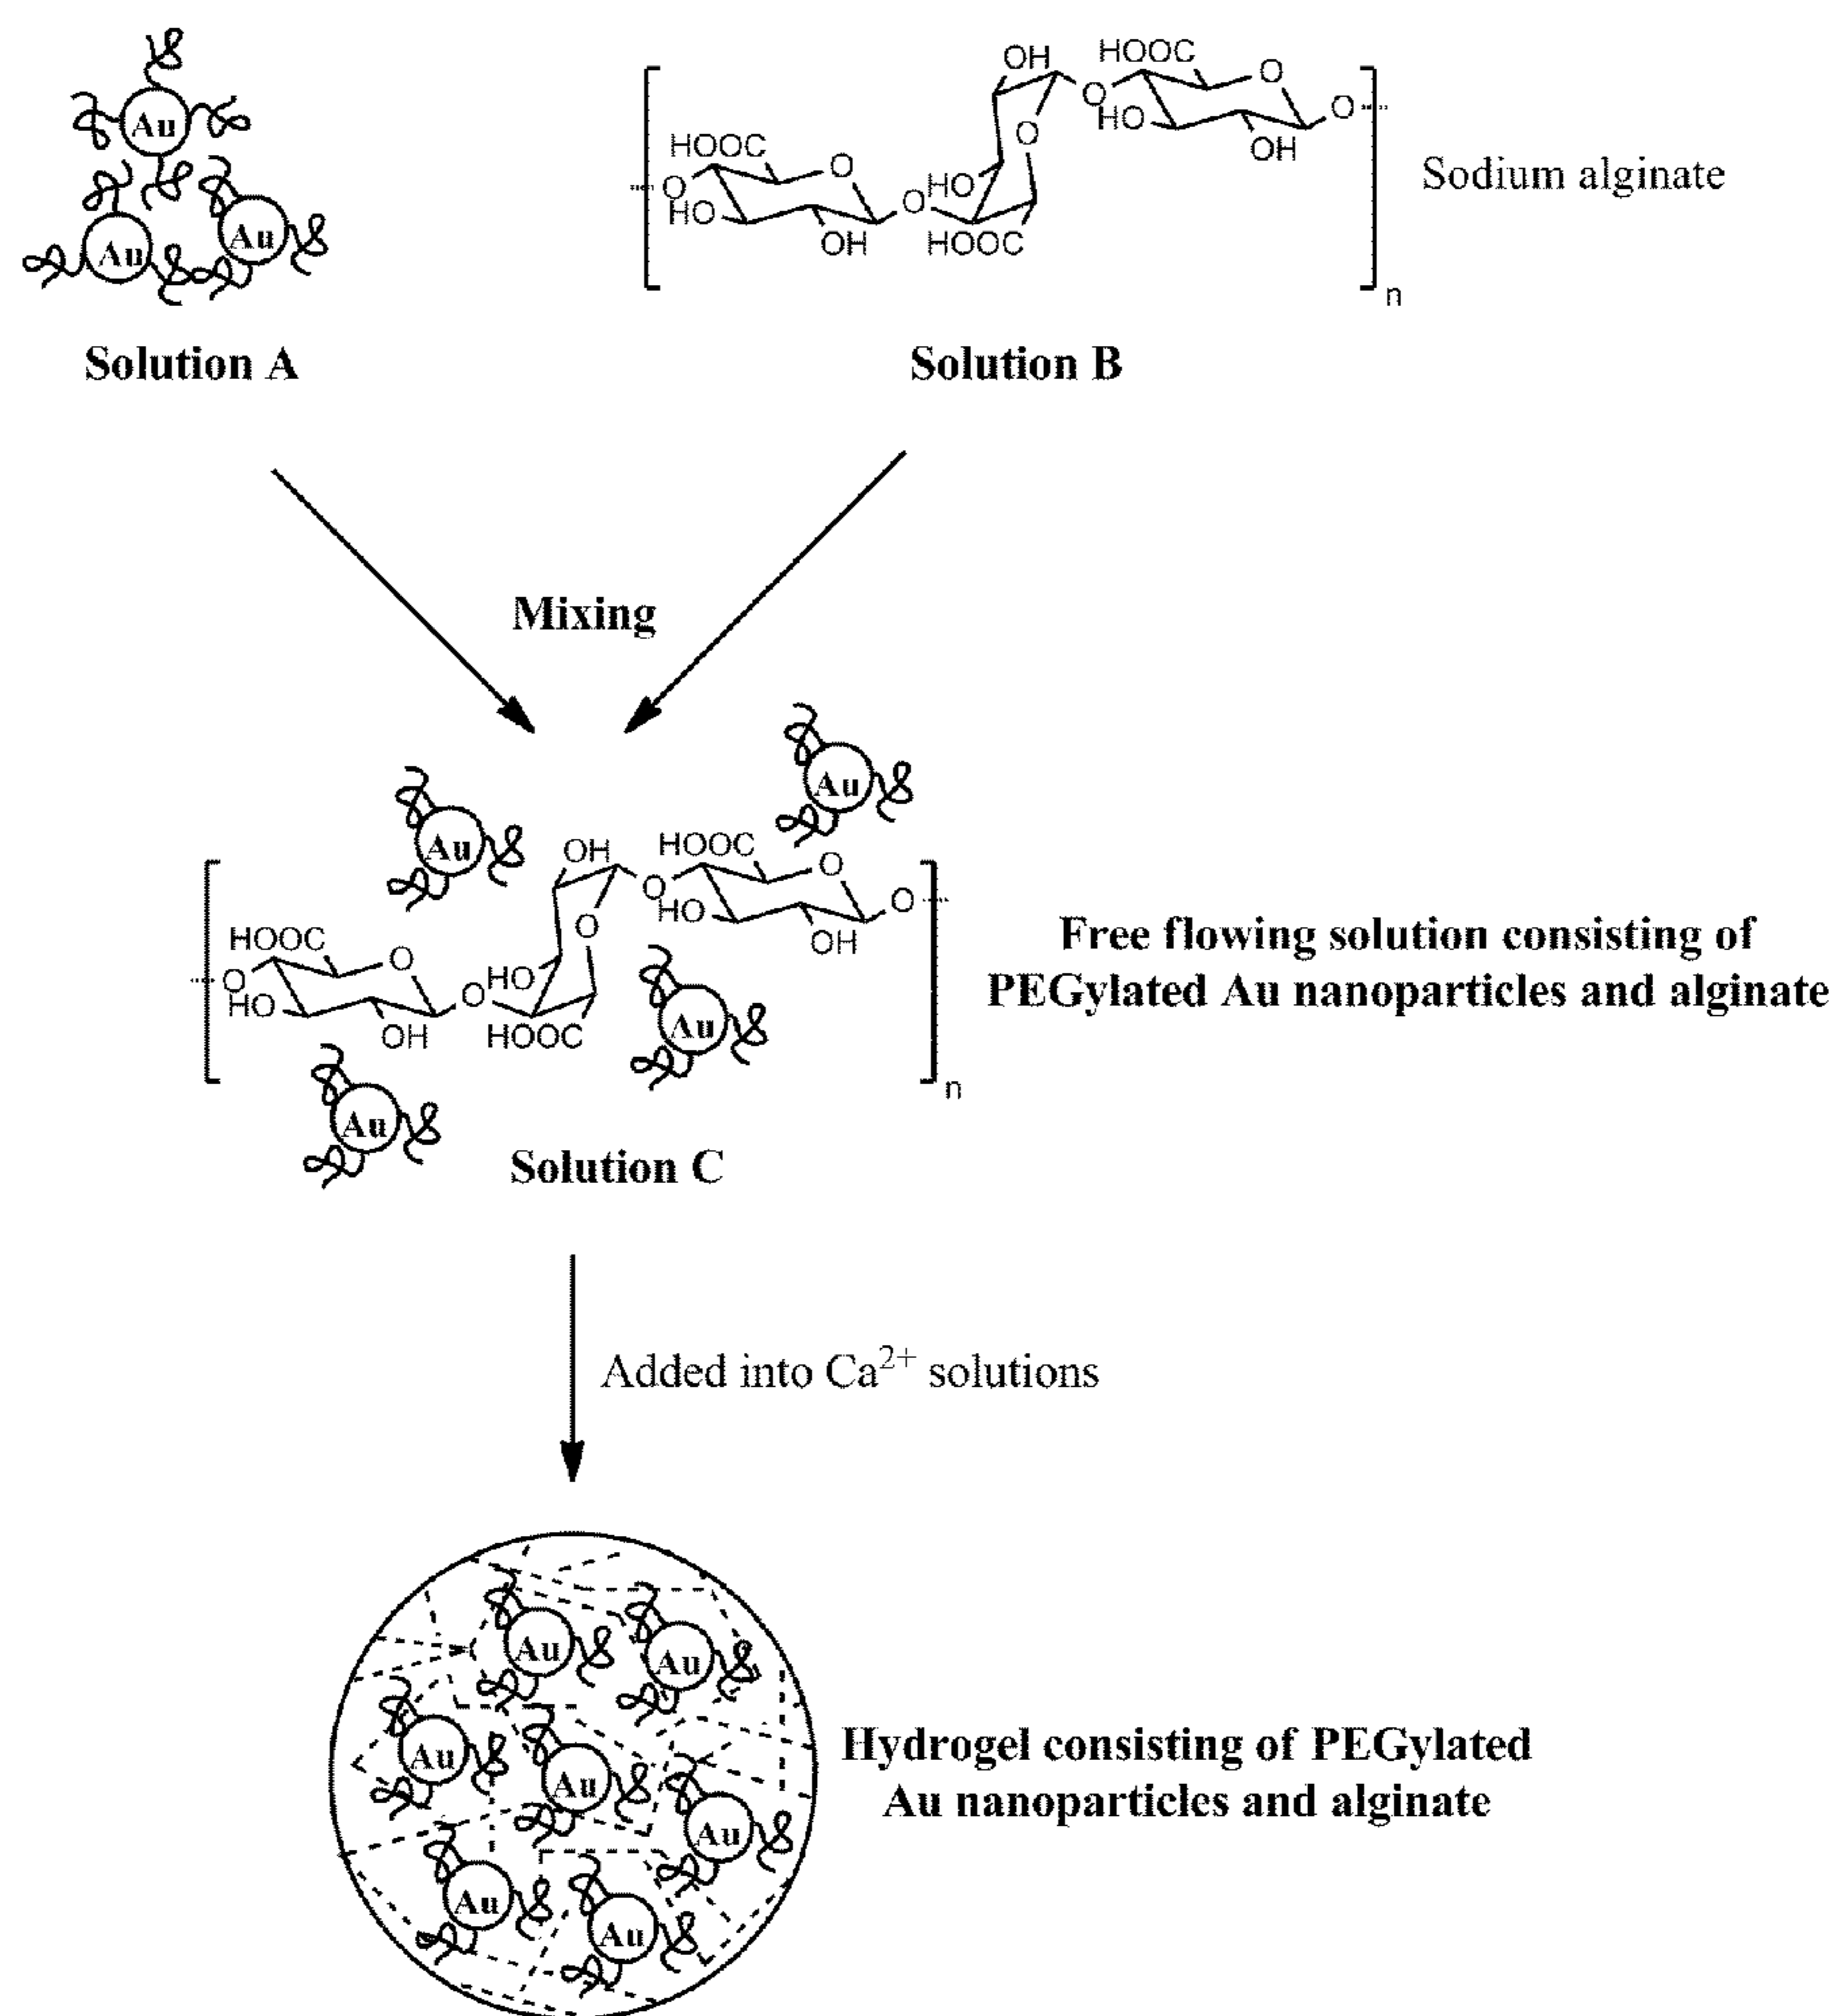 Au
Au
Au
Solution A
OH
HOOC
O
O
HO
OH
O
HOOC
O
O
HO
OH
O
HO
O
HOOC
n
Sodium alginate
Solution B
Mixing
Au
Au
OH
HOOC
O
O
HO
OH
O
HOOC
O
O
HO
OH
O
HO
O
HOOC
n
Au
Au
Free flowing solution consisting of
PEGylated Au nanoparticles and alginate
Solution C
Added into Ca²⁺ solutions
Au
Au
Au
Au
Au
Au
Au
Hydrogel consisting of PEGylated
Au nanoparticles and alginate